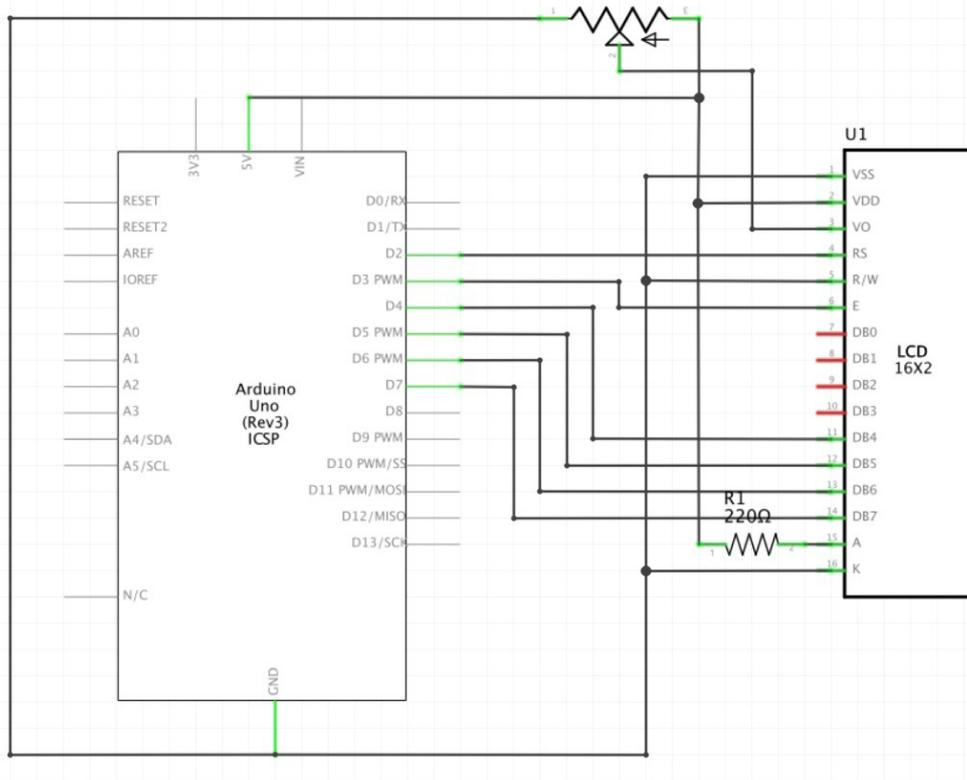 1
3
2
U1
3V3
5V
VIN
RESET
RESET2
AREF
IOREF
A0
A1
A2
A3
A4/SDA
A5/SCL
N/C
Arduino
Uno
(Rev3)
ICSP
D0/RX
D1/TX
D2
D3 PWM
D4
D5 PWM
D6 PWM
D7
D8
D9 PWM
D10 PWM/SS
D11 PWM/MOSI
D12/MISO
D13/SCK
GND
1 VSS
2 VDD
3 VO
4 RS
5 R/W
6 E
7 DB0
8 DB1
9 DB2
10 DB3
11 DB4
12 DB5
13 DB6
14 DB7
15 A
16 K
LCD
16X2
R1
220Ω
1
2